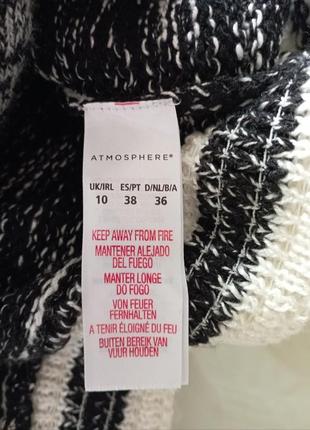 ATMOSPHERE®
UK/IRL ES/PT D/NL/B/A
10 38 36
KEEP AWAY FROM FIRE
MANTENER ALEJADO
DEL FUEGO
MANTER LONGE
DO FOGO
VON FEUER
FERNHALTEN
A TENIR ÉLOIGNÉ DU FEU
BUITEN BEREIK VAN
VUUR HOUDEN